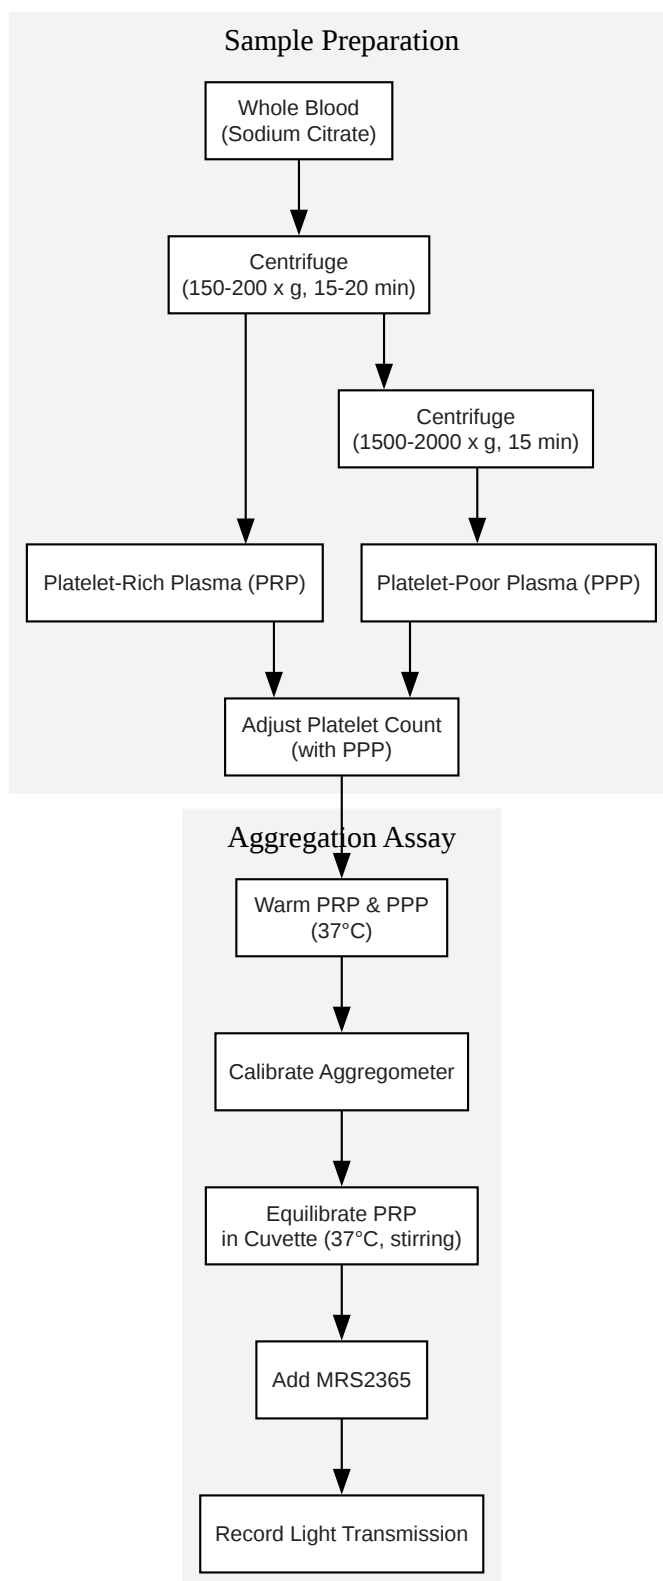 Sample Preparation
Whole Blood
(Sodium Citrate)
Centrifuge
(150-200 x g, 15-20 min)
Centrifuge
(1500-2000 x g, 15 min)
Platelet-Rich Plasma (PRP)
Platelet-Poor Plasma (PPP)
Adjust Platelet Count
(with PPP)
Aggregation Assay
Warm PRP & PPP
(37°C)
Calibrate Aggregometer
Equilibrate PRP
in Cuvette (37°C, stirring)
Add MRS2365
Record Light Transmission